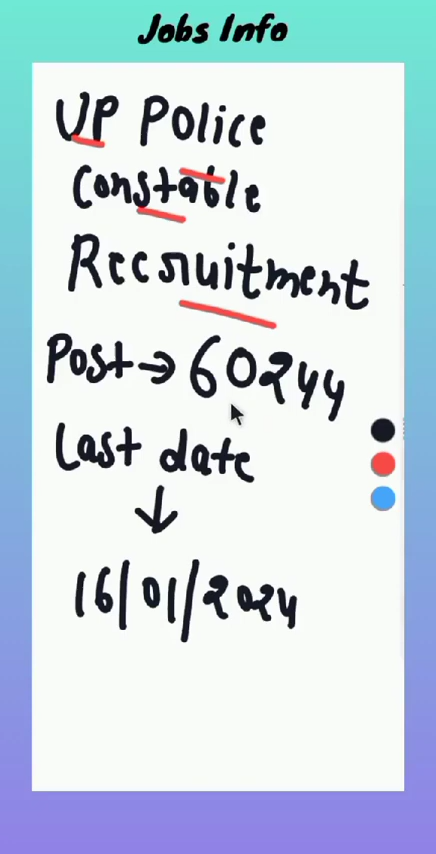 Jobs Info
UP Police
Constable
Recruitment
Post → 60244
Last date
↓
16/01/2024